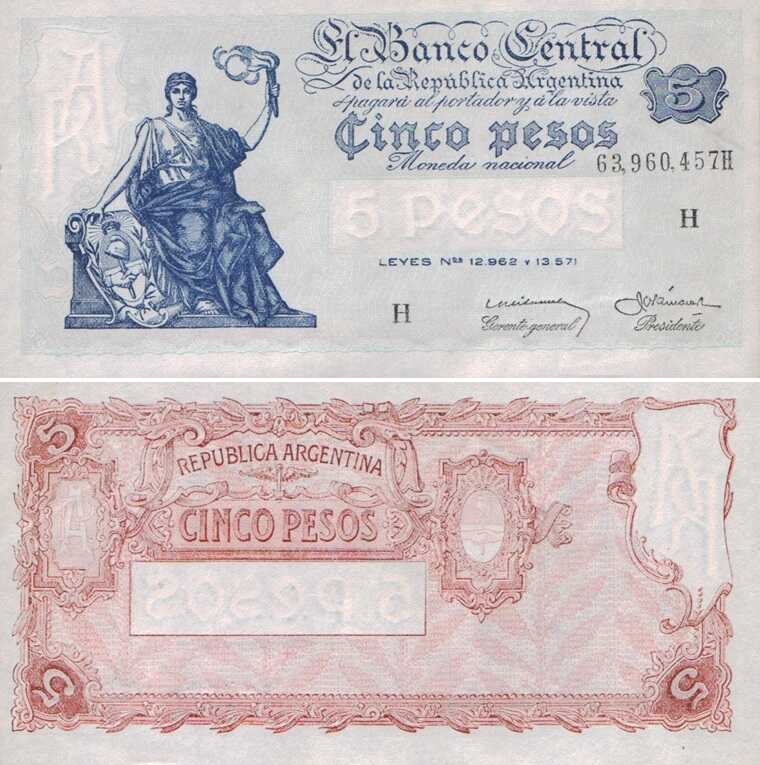 El Banco Central
de la República Argentina
pagará al portador y á la vista
5
Cinco pesos
Moneda nacional
63,960,457H
5 pesos
H
LEYES Nos 12.962 Y 13.571
H
Gerente general
Presidente
5
REPUBLICA ARGENTINA
CINCO PESOS
5 pesos
5
5